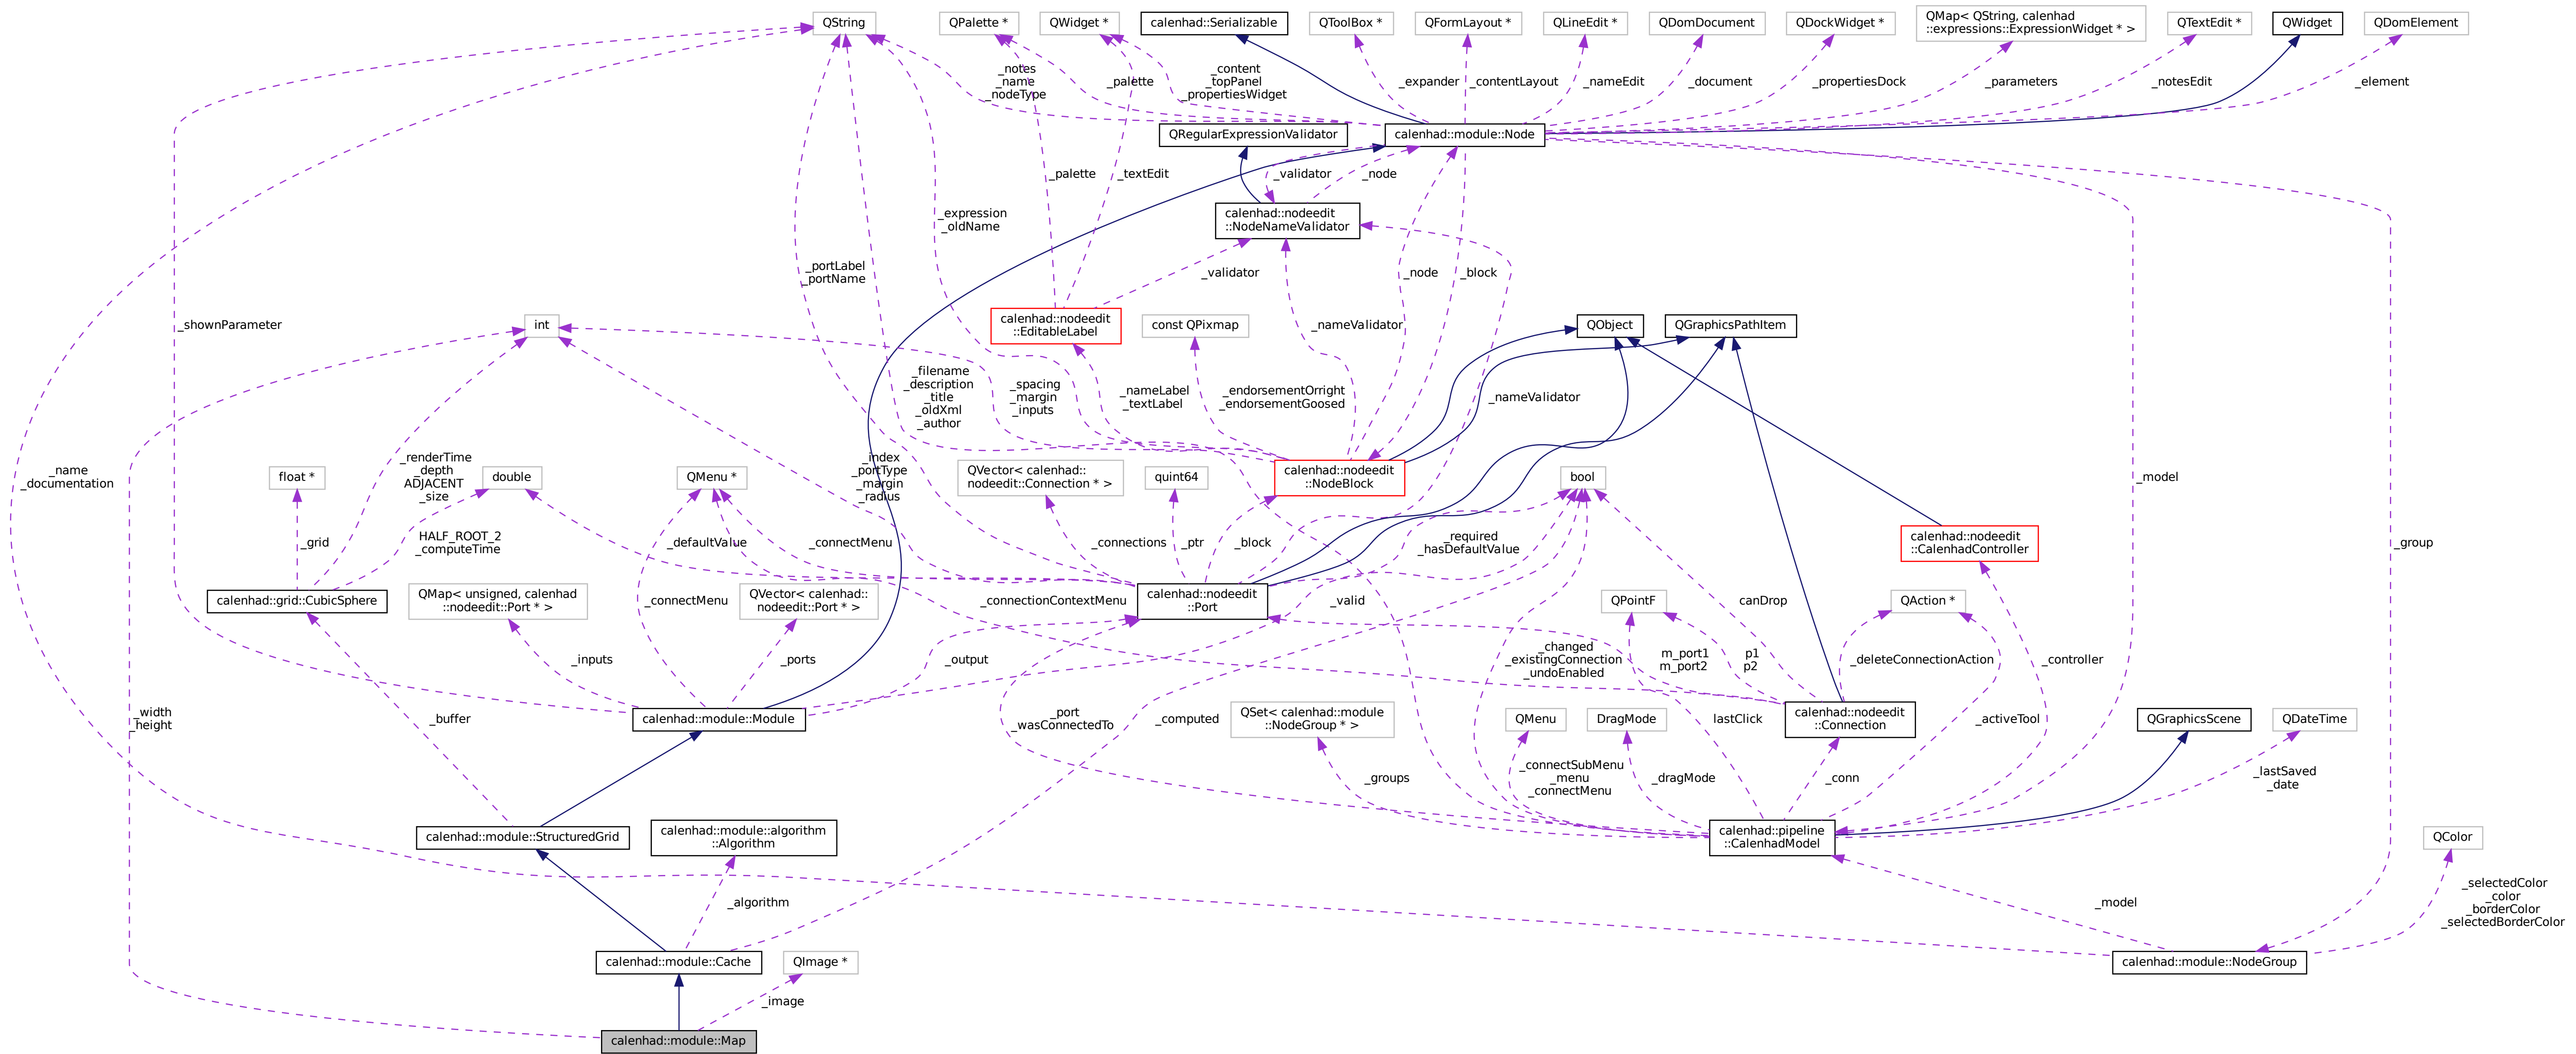 QString
QPalette *
QWidget *
calenhad::Serializable
QToolBox *
QFormLayout *
QLineEdit *
QDomDocument
QDockWidget *
QMap< QString, calenhad
::expressions::ExpressionWidget * >
QTextEdit *
QWidget
QDomElement
_notes
_name
_nodeType
_palette
_content
_topPanel
_propertiesWidget
_expander
_contentLayout
_nameEdit
_document
_propertiesDock
_parameters
_notesEdit
_element
QRegularExpressionValidator
calenhad::module::Node
_palette
_textEdit
_validator
_node
calenhad::nodeedit
::NodeNameValidator
_expression
_oldName
_portLabel
_portName
_validator
_node
_block
_shownParameter
int
calenhad::nodeedit
::EditableLabel
const QPixmap
_nameValidator
QObject
QGraphicsPathItem
_filename
_description
_title
_oldXml
_author
_spacing
_margin
_inputs
_nameLabel
_textLabel
_endorsementOrright
_endorsementGoosed
_nameValidator
_name
_documentation
float *
_renderTime
_depth
ADJACENT
_size
double
QMenu *
_index
_portType
_margin
_radius
QVector< calenhad::
nodeedit::Connection * >
quint64
calenhad::nodeedit
::NodeBlock
bool
_model
_grid
HALF_ROOT_2
_computeTime
_defaultValue
_connectMenu
_connections
_ptr
_block
_required
_hasDefaultValue
calenhad::nodeedit
::CalenhadController
_group
calenhad::grid::CubicSphere
QMap< unsigned, calenhad
::nodeedit::Port * >
_connectMenu
QVector< calenhad::
nodeedit::Port * >
_connectionContextMenu
calenhad::nodeedit
::Port
_valid
QPointF
canDrop
QAction *
_inputs
_ports
_output
_changed
_existingConnection
_undoEnabled
m_port1
m_port2
p1
p2
_deleteConnectionAction
_controller
_width
_height
_buffer
calenhad::module::Module
_port
_wasConnectedTo
_computed
QSet< calenhad::module
::NodeGroup * >
QMenu
DragMode
lastClick
calenhad::nodeedit
::Connection
_activeTool
QGraphicsScene
QDateTime
_groups
_connectSubMenu
_menu
_connectMenu
_dragMode
_conn
_lastSaved
_date
calenhad::module::StructuredGrid
calenhad::module::algorithm
::Algorithm
calenhad::pipeline
::CalenhadModel
QColor
_algorithm
_model
_selectedColor
_color
_borderColor
_selectedBorderColor
calenhad::module::Cache
QImage *
calenhad::module::NodeGroup
_image
calenhad::module::Map